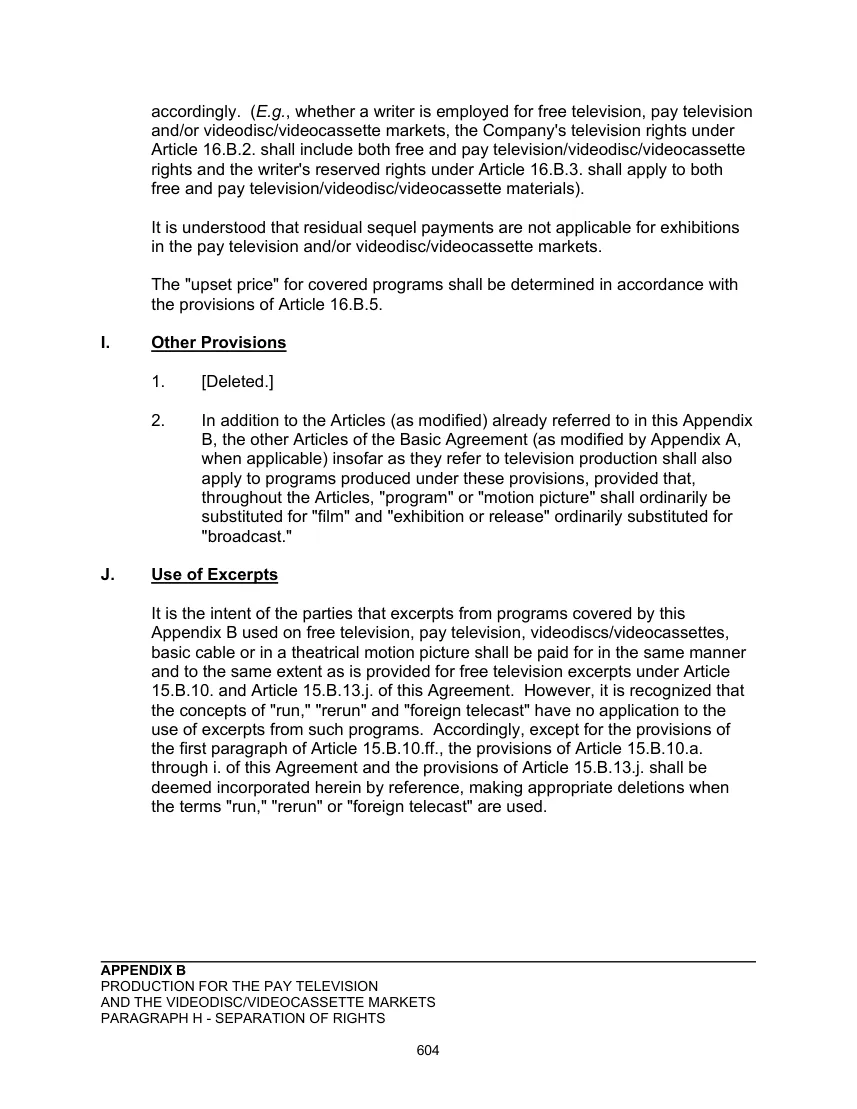 accordingly.  (E.g., whether a writer is employed for free television, pay television
and/or videodisc/videocassette markets, the Company's television rights under
Article 16.B.2. shall include both free and pay television/videodisc/videocassette
rights and the writer's reserved rights under Article 16.B.3. shall apply to both
free and pay television/videodisc/videocassette materials).
It is understood that residual sequel payments are not applicable for exhibitions
in the pay television and/or videodisc/videocassette markets.
The "upset price" for covered programs shall be determined in accordance with
the provisions of Article 16.B.5.
I. Other Provisions
1. [Deleted.]
2. In addition to the Articles (as modified) already referred to in this Appendix
B, the other Articles of the Basic Agreement (as modified by Appendix A,
when applicable) insofar as they refer to television production shall also
apply to programs produced under these provisions, provided that,
throughout the Articles, "program" or "motion picture" shall ordinarily be
substituted for "film" and "exhibition or release" ordinarily substituted for
"broadcast."
J. Use of Excerpts
It is the intent of the parties that excerpts from programs covered by this
Appendix B used on free television, pay television, videodiscs/videocassettes,
basic cable or in a theatrical motion picture shall be paid for in the same manner
and to the same extent as is provided for free television excerpts under Article
15.B.10. and Article 15.B.13.j. of this Agreement.  However, it is recognized that
the concepts of "run," "rerun" and "foreign telecast" have no application to the
use of excerpts from such programs.  Accordingly, except for the provisions of
the first paragraph of Article 15.B.10.ff., the provisions of Article 15.B.10.a.
through i. of this Agreement and the provisions of Article 15.B.13.j. shall be
deemed incorporated herein by reference, making appropriate deletions when
the terms "run," "rerun" or "foreign telecast" are used.
APPENDIX B
PRODUCTION FOR THE PAY TELEVISION
AND THE VIDEODISC/VIDEOCASSETTE MARKETS
PARAGRAPH H - SEPARATION OF RIGHTS
604